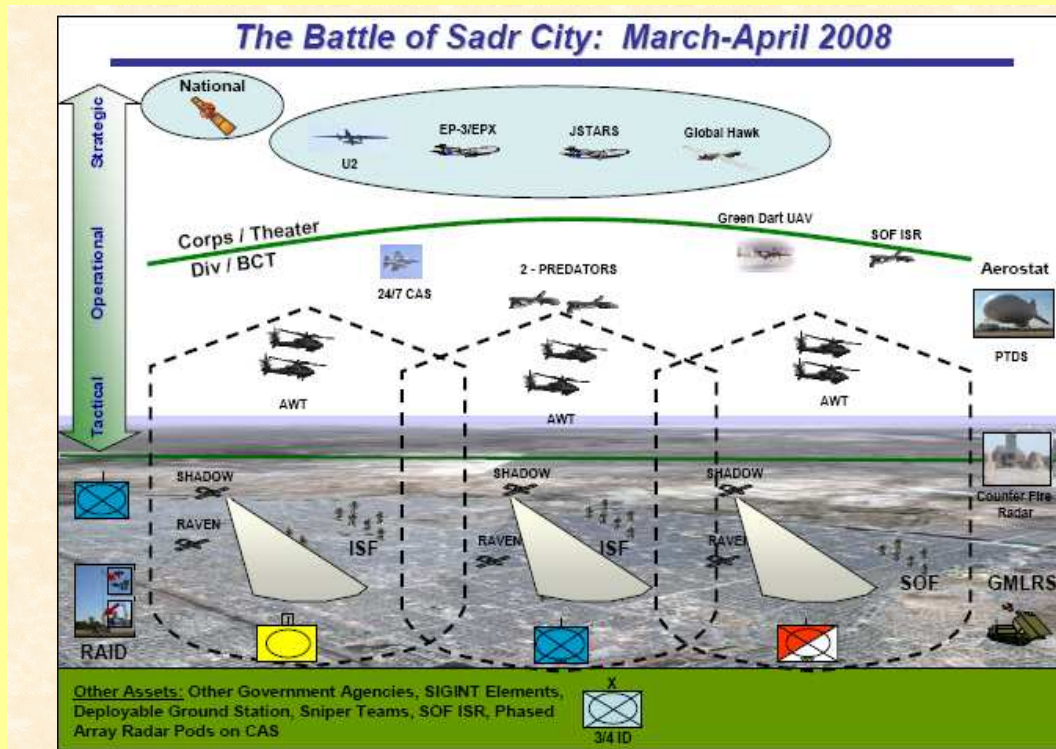 The Battle of Sadr City: March-April 2008
National
Strategic
Operational
Tactical
U2
EP-3/EPX
JSTARS
Global Hawk
Corps / Theater
Div / BCT
24/7 CAS
2 - PREDATORS
Green Dart UAV
SOF ISR
Aerostat
PTDS
AWT
AWT
AWT
SHADOW
SHADOW
SHADOW
Counter Fire
Radar
RAVEN
ISF
RAVEN
ISF
RAVEN
SOF
GMLRS
RAID
Other Assets: Other Government Agencies, SIGINT Elements,
Deployable Ground Station, Sniper Teams, SOF ISR, Phased
Array Radar Pods on CAS
X
3/4 ID